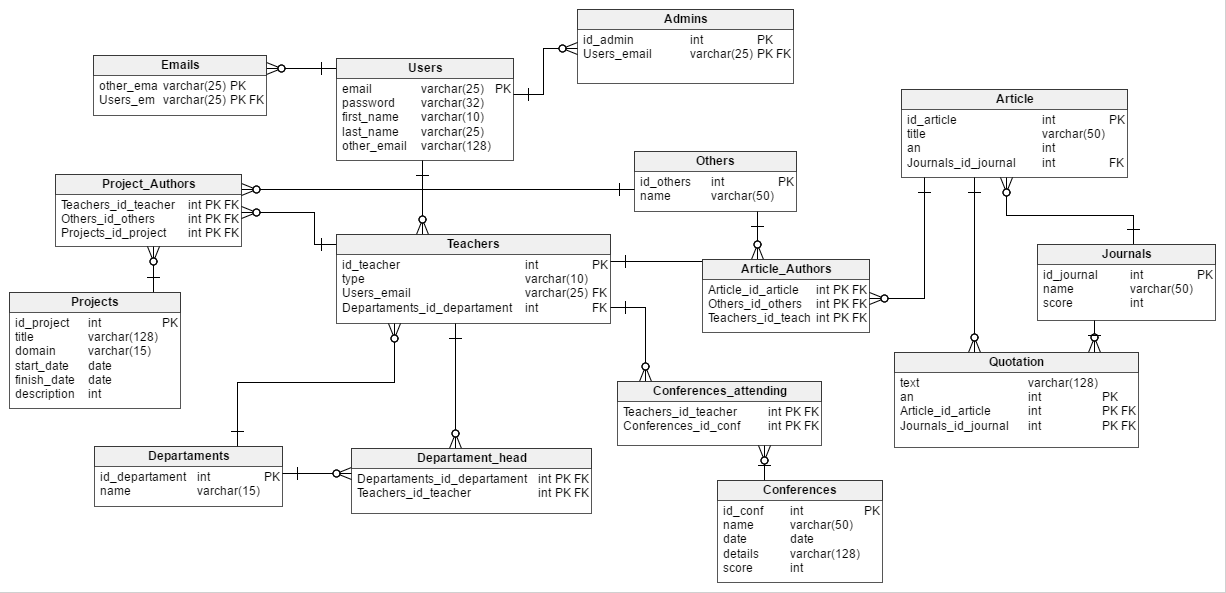 Admins
id_admin int PK
Users_email varchar(25) PK FK
Emails
other_ema varchar(25) PK
Users_em varchar(25) PK FK
Users
email varchar(25) PK
password varchar(32)
first_name varchar(10)
last_name varchar(25)
other_email varchar(128)
Article
id_article int PK
title varchar(50)
an int
Journals_id_journal int FK
Others
id_others int PK
name varchar(50)
Project_Authors
Teachers_id_teacher int PK FK
Others_id_others int PK FK
Projects_id_project int PK FK
Teachers
id_teacher int PK
type varchar(10)
Users_email varchar(25) FK
Departaments_id_departament int FK
Article_Authors
Article_id_article int PK FK
Others_id_others int PK FK
Teachers_id_teach int PK FK
Journals
id_journal int PK
name varchar(50)
score int
Projects
id_project int PK
title varchar(128)
domain varchar(15)
start_date date
finish_date date
description int
Quotation
text varchar(128)
an int PK
Article_id_article int PK FK
Journals_id_journal int PK FK
Conferences_attending
Teachers_id_teacher int PK FK
Conferences_id_conf int PK FK
Departaments
id_departament int PK
name varchar(15)
Departament_head
Departaments_id_departament int PK FK
Teachers_id_teacher int PK FK
Conferences
id_conf int PK
name varchar(50)
date date
details varchar(128)
score int